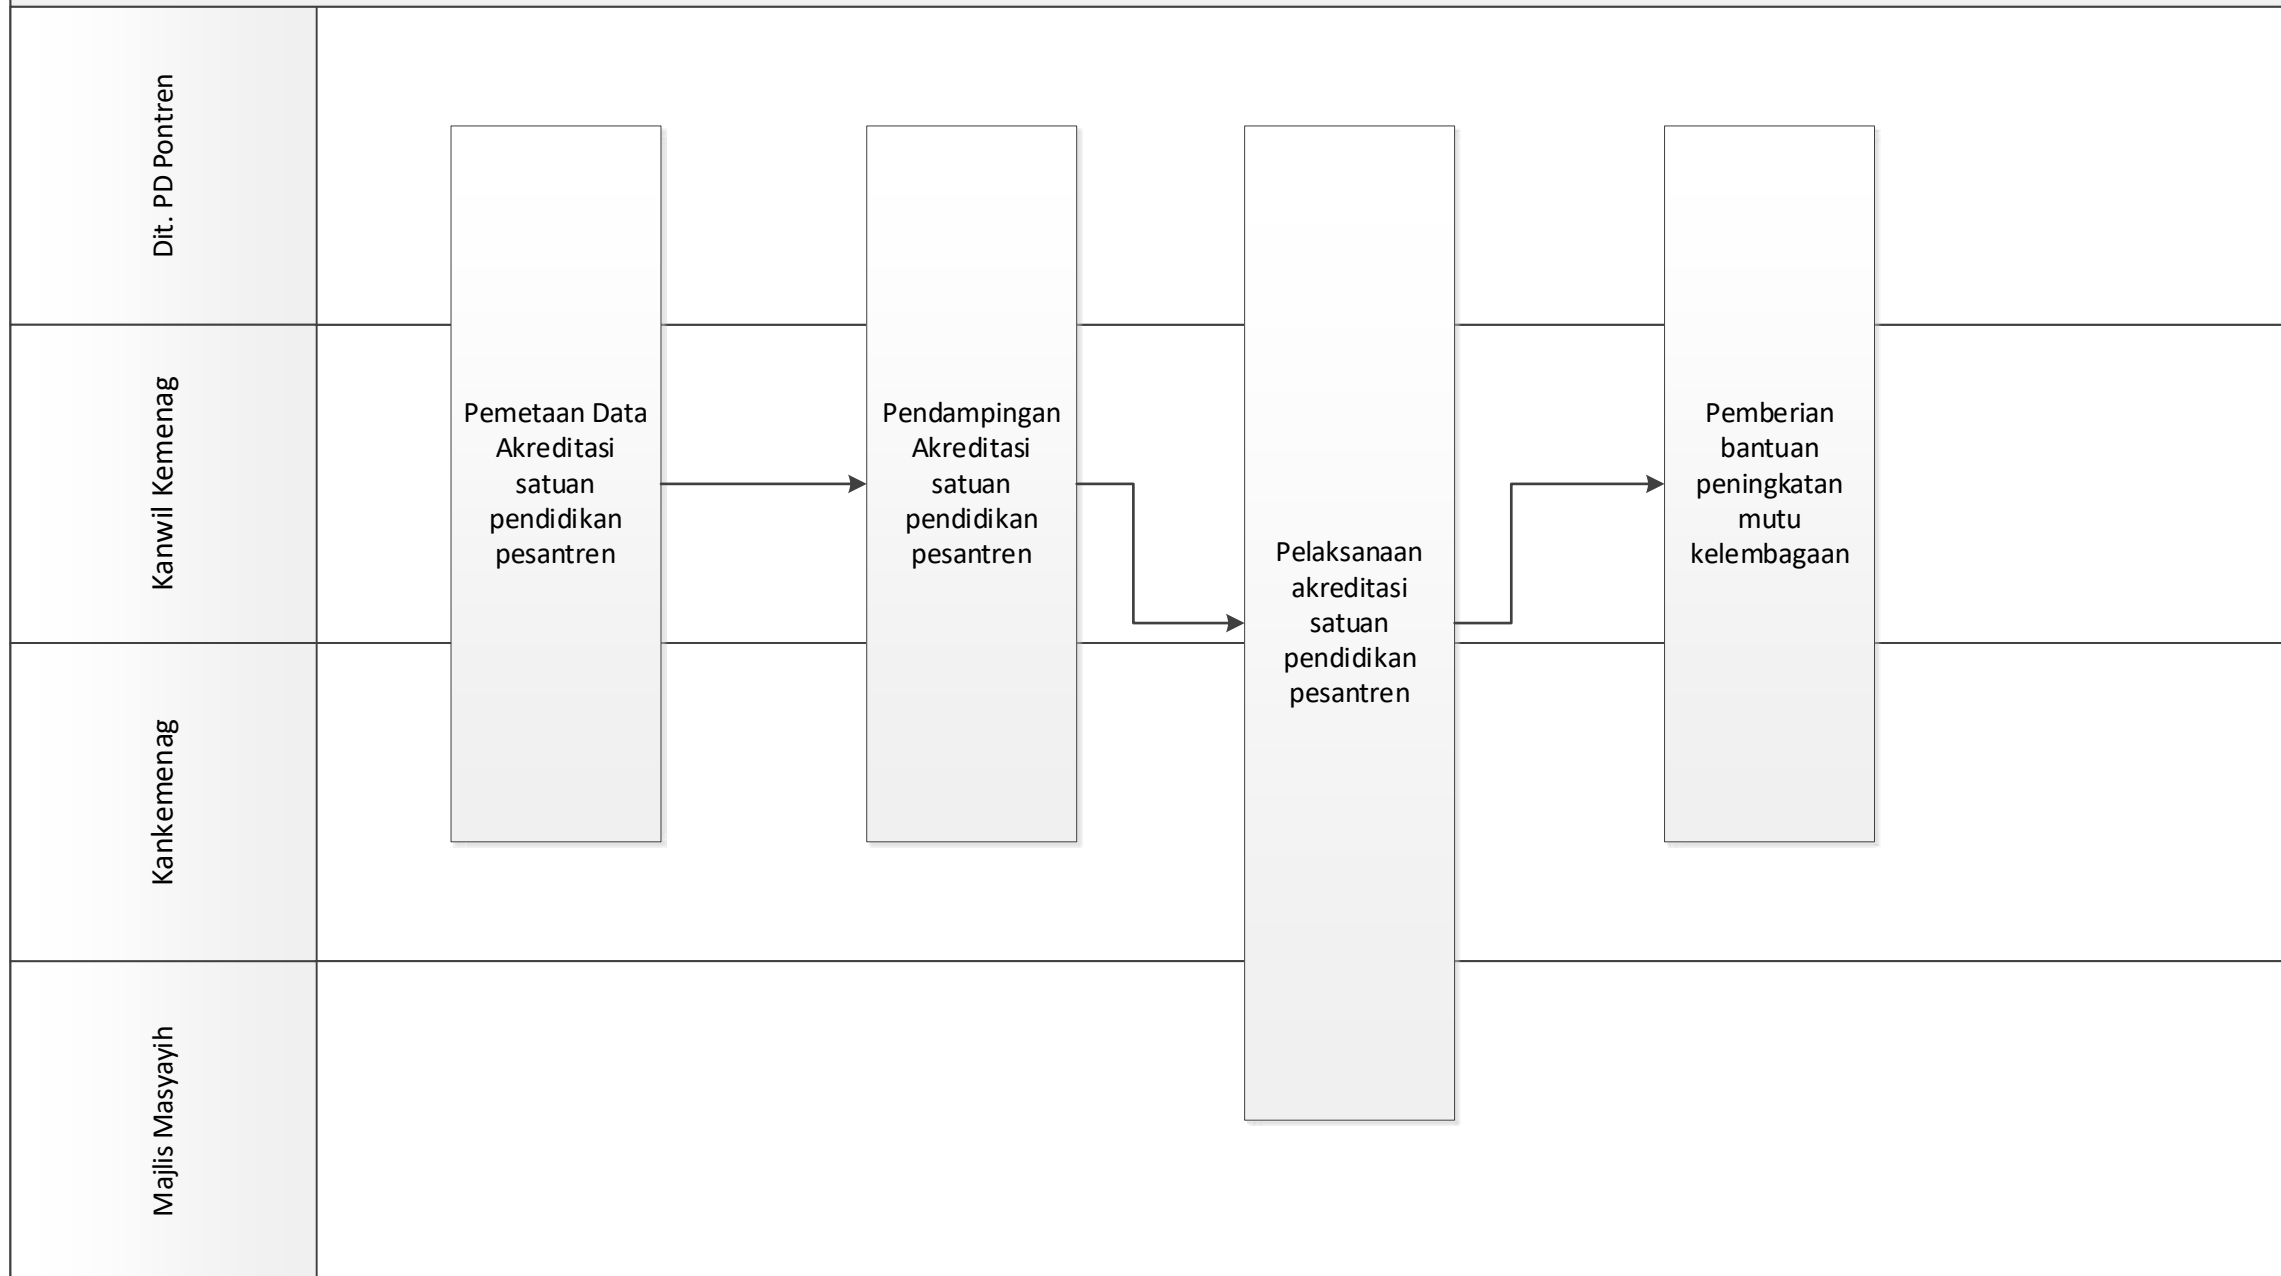 Dit. PD Pontren
Kanwil Kemenag
Kankemenag
Majlis Masyayih
Pemetaan Data
Akreditasi
satuan
pendidikan
pesantren
Pendampingan
Akreditasi
satuan
pendidikan
pesantren
Pelaksanaan
akreditasi
satuan
pendidikan
pesantren
Pemberian
bantuan
peningkatan
mutu
kelembagaan